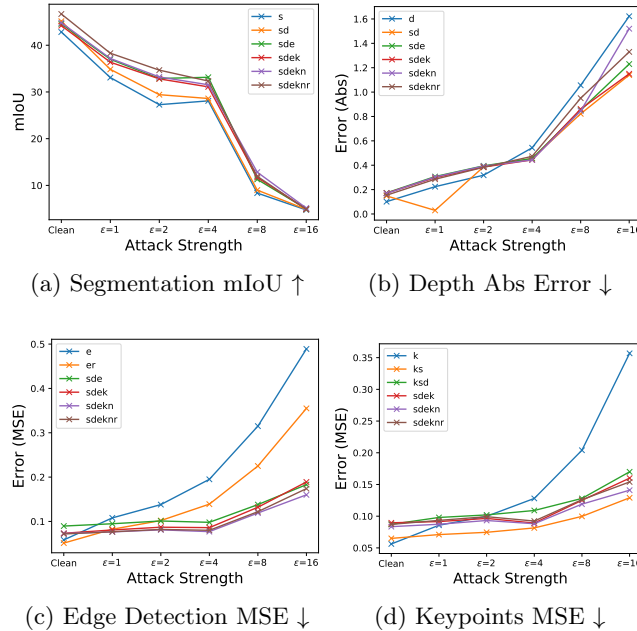 40
30
20
10
mIoU
s
sd
sde
sdek
sdekn
sdeknr
Clean
ε=1
ε=2
ε=4
ε=8
ε=16
Attack Strength
(a) Segmentation mIoU ↑
1.6
1.4
1.2
1.0
0.8
0.6
0.4
0.2
0.0
Error (Abs)
d
sd
sde
sdek
sdekn
sdeknr
Clean
ε=1
ε=2
ε=4
ε=8
ε=16
Attack Strength
(b) Depth Abs Error ↓
0.5
0.4
0.3
0.2
0.1
Error (MSE)
e
er
sde
sdek
sdekn
sdeknr
Clean
ε=1
ε=2
ε=4
ε=8
ε=16
Attack Strength
(c) Edge Detection MSE ↓
0.35
0.30
0.25
0.20
0.15
0.10
0.05
Error (MSE)
k
ks
ksd
sdek
sdekn
sdeknr
Clean
ε=1
ε=2
ε=4
ε=8
ε=16
Attack Strength
(d) Keypoints MSE ↓